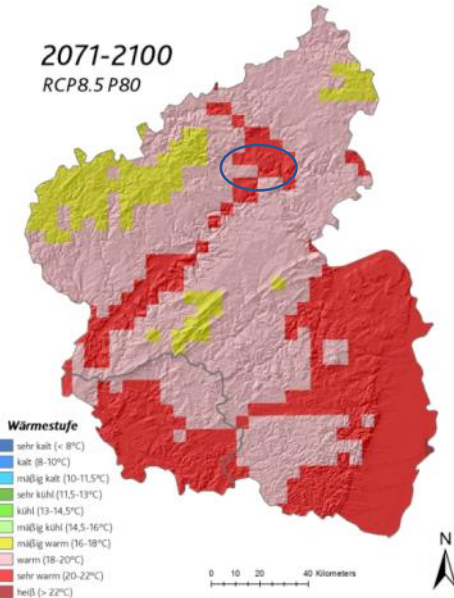 2071-2100
RCP8.5 P80
Wärmestufe
sehr kalt (< 8°C)
kalt (8-10°C)
mäßig kalt (10-11,5°C)
sehr kühl (11,5-13°C)
kühl (13-14,5°C)
mäßig kühl (14,5-16°C)
mäßig warm (16-18°C)
warm (18-20°C)
sehr warm (20-22°C)
heiß (> 22°C)
0 10 20 40 Kilometers
N